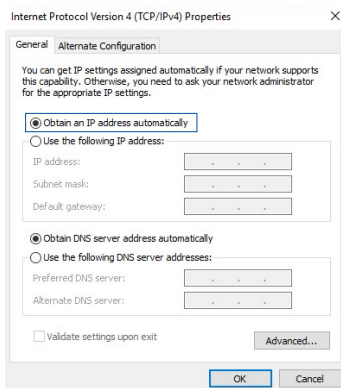 Internet Protocol Version 4 (TCP/IPv4) Properties
General Alternate Configuration
You can get IP settings assigned automatically if your network supports
this capability. Otherwise, you need to ask your network administrator
for the appropriate IP settings.
Obtain an IP address automatically
Use the following IP address:
IP address:
Subnet mask:
Default gateway:
Obtain DNS server address automatically
Use the following DNS server addresses:
Preferred DNS server:
Alternate DNS server:
Validate settings upon exit
Advanced...
OK Cancel